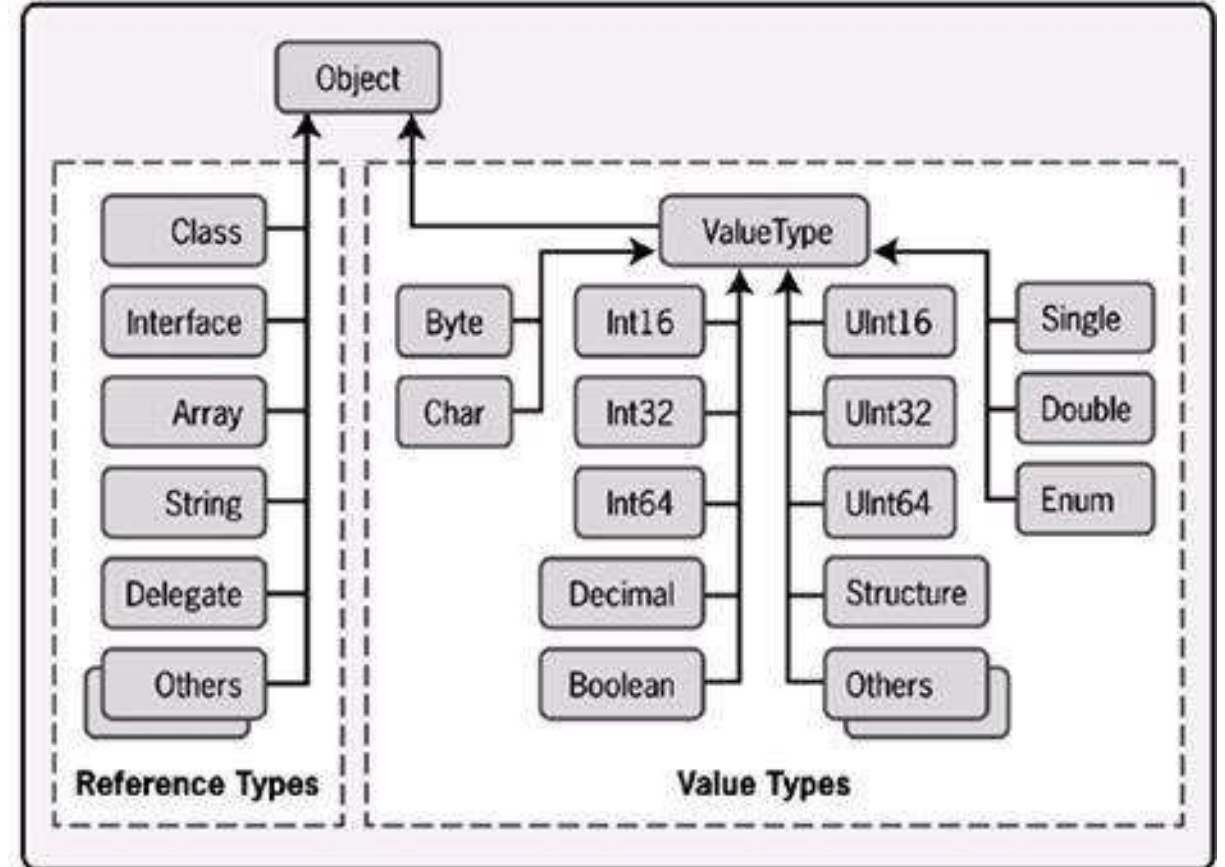 Object
Class
Interface
Array
String
Delegate
Others
Reference Types
ValueType
Byte
Char
Int16
Int32
Int64
Decimal
Boolean
UInt16
UInt32
UInt64
Structure
Others
Single
Double
Enum
Value Types